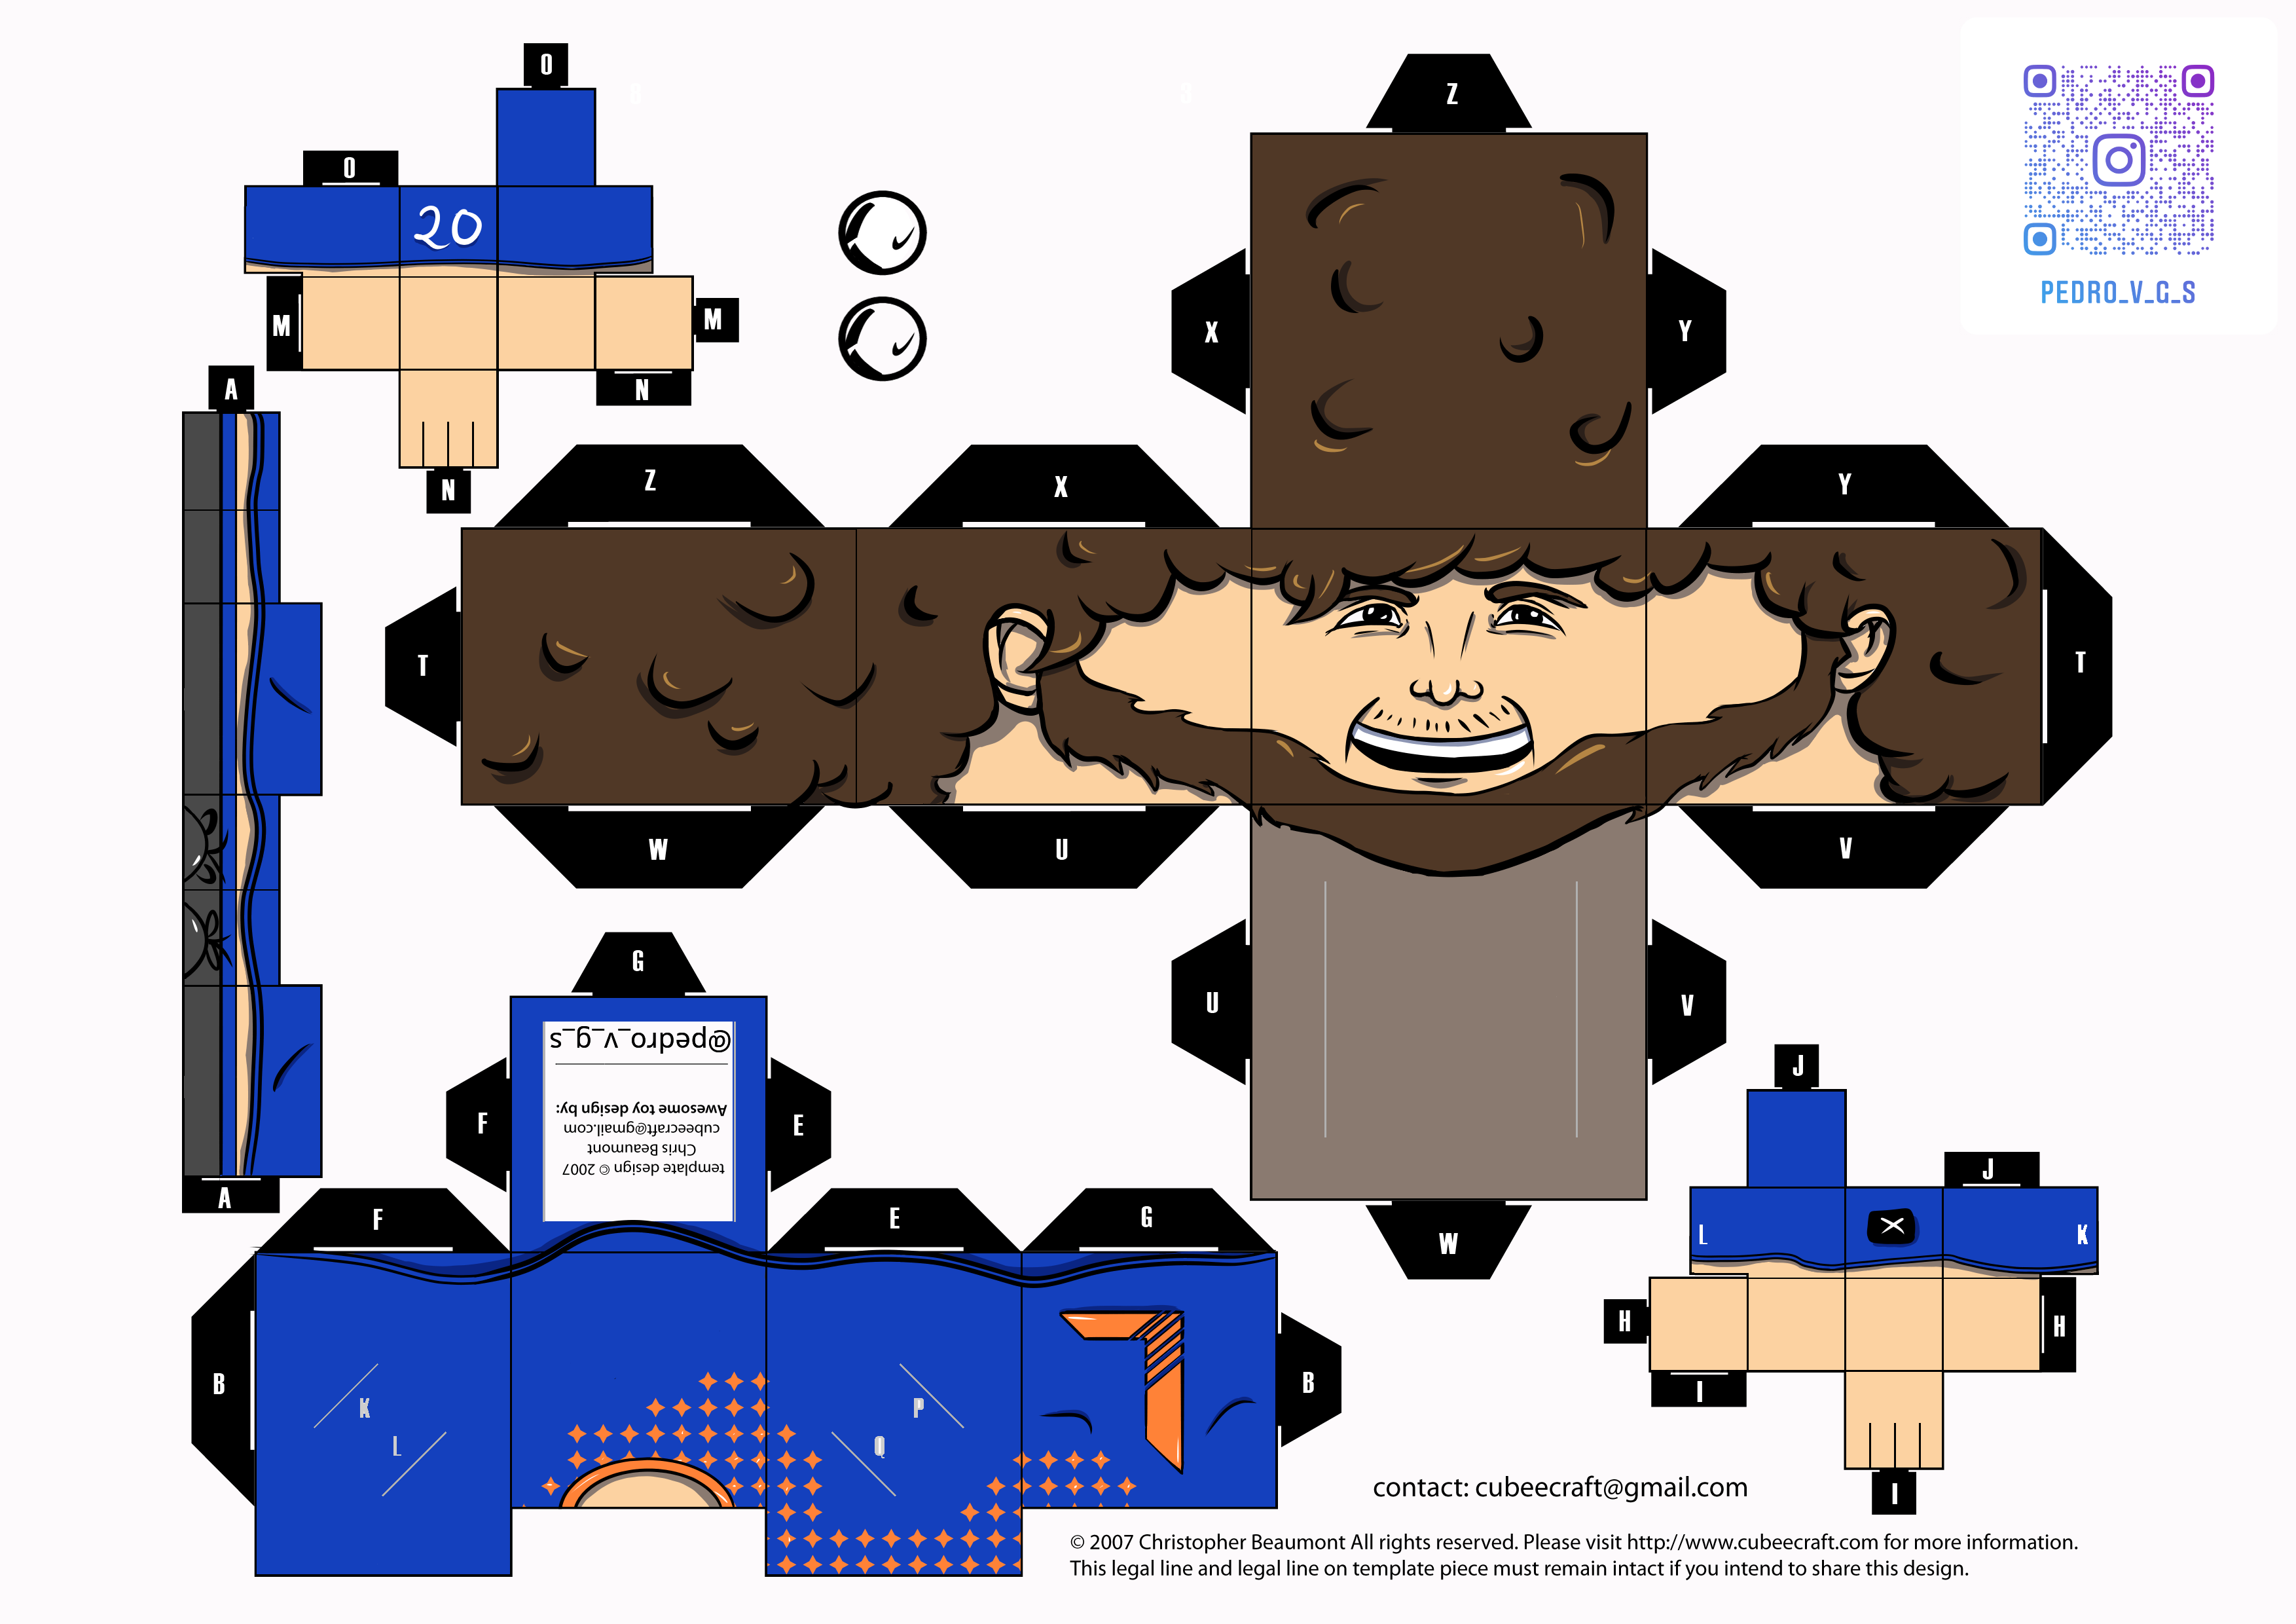 O
O
20
M
M
N
N
A
A
PEDRO_V_G_S
Z
X
Y
Z
X
Y
T
T
W
U
V
U
V
W
G
F
E
@pedro_v_g_s
Awesome toy design by:
cubeecraft@gmail.com
Chris Beaumont
template design © 2007
F
E
G
B
B
K
L
P
Q
J
J
L
K
H
H
I
I
contact: cubeecraft@gmail.com
© 2007 Christopher Beaumont All rights reserved. Please visit http://www.cubeecraft.com for more information.
This legal line and legal line on template piece must remain intact if you intend to share this design.